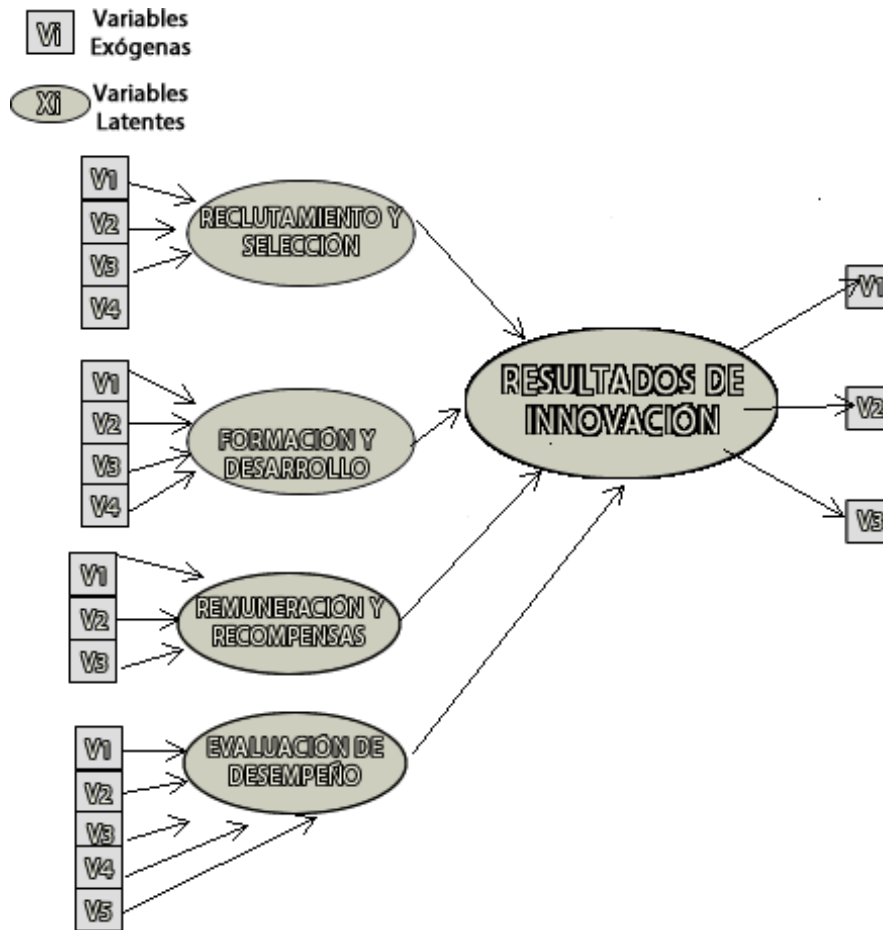 Vi
Variables
Exógenas
Xi
Variables
Latentes
V1
V2
V3
V4
RECLUTAMIENTO Y
SELECCIÓN
V1
V2
V3
V4
FORMACIÓN Y
DESARROLLO
V1
V2
V3
REMUNERACIÓN Y
RECOMPENSAS
V1
V2
V3
V4
V5
EVALUACIÓN DE
DESEMPEÑO
RESULTADOS DE
INNOVACIÓN
V1
V2
V3